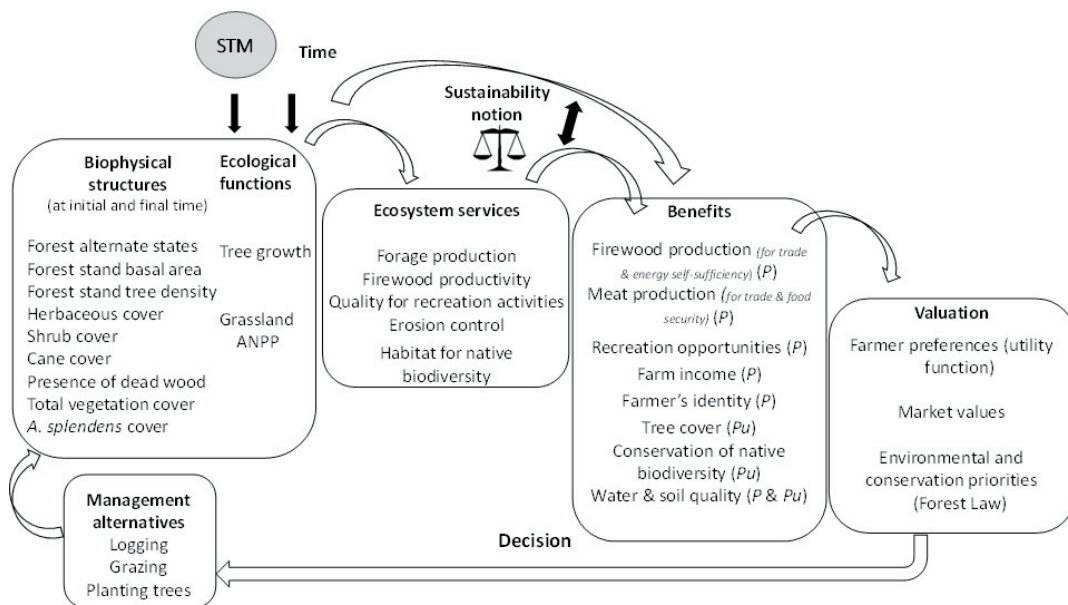 STM
Time
Sustainability
notion
Biophysical
structures
(at initial and final time)
Forest alternate states
Forest stand basal area
Forest stand tree density
Herbaceous cover
Shrub cover
Cane cover
Presence of dead wood
Total vegetation cover
A. splendens cover
Ecological
functions
Tree growth
Grassland
ANPP
Ecosystem services
Forage production
Firewood productivity
Quality for recreation activities
Erosion control
Habitat for native
biodiversity
Benefits
Firewood production (for trade
& energy self-sufficiency) (P)
Meat production (for trade & food
security) (P)
Recreation opportunities (P)
Farm income (P)
Farmer's identity (P)
Tree cover (Pu)
Conservation of native
biodiversity (Pu)
Water & soil quality (P & Pu)
Valuation
Farmer preferences (utility
function)
Market values
Environmental and
conservation priorities
(Forest Law)
Management
alternatives
Logging
Grazing
Planting trees
Decision